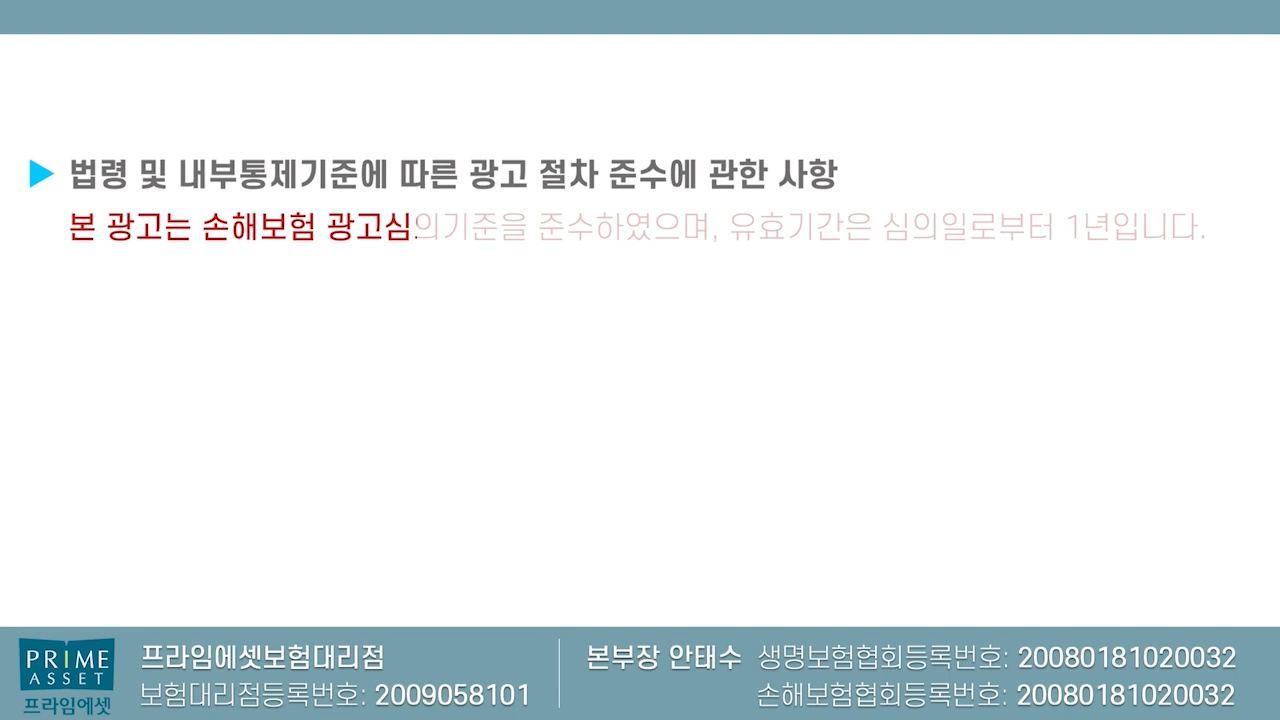 ▶ 법령 및 내부통제기준에 따른 광고 절차 준수에 관한 사항
본 광고는 손해보험 광고심의기준을 준수하였으며, 유효기간은 심의일로부터 1년입니다.
PRIME
ASSET
프라임에셋
프라임에셋보험대리점
보험대리점등록번호: 2009058101
본부장 안태수 생명보험협회등록번호: 20080181020032
손해보험협회등록번호: 20080181020032